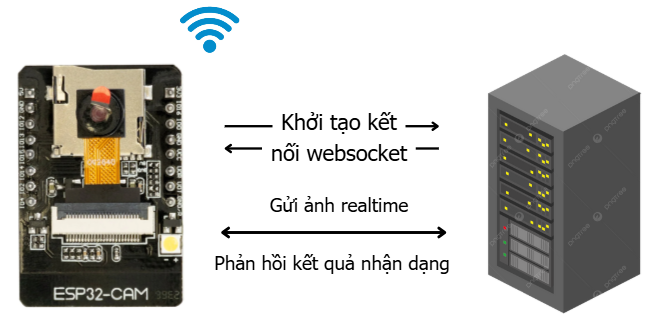 Khởi tạo kết
nối websocket
Gửi ảnh realtime
Phản hồi kết quả nhận dạng
ESP32-CAM